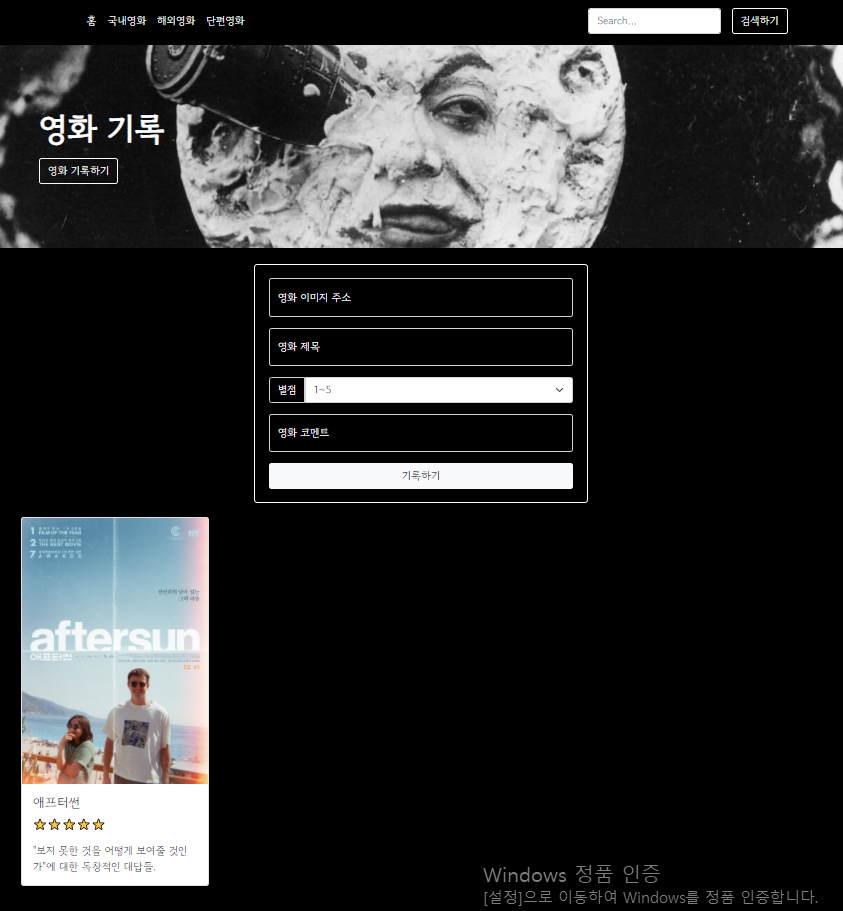 홈 국내영화 해외영화 단편영화 Search... 검색하기
영화 기록
영화 기록하기
영화 이미지 주소
영화 제목
별점 1~5
영화 코멘트
기록하기
1 FILM OF THE YEAR
2 THE BEST MOVIE
7 AWARDS
aftersun
애프터썬
애프터썬
"보지 못한 것을 어떻게 보여줄 것인
가"에 대한 독창적인 대답들.
Windows 정품 인증
[설정]으로 이동하여 Windows를 정품 인증합니다.